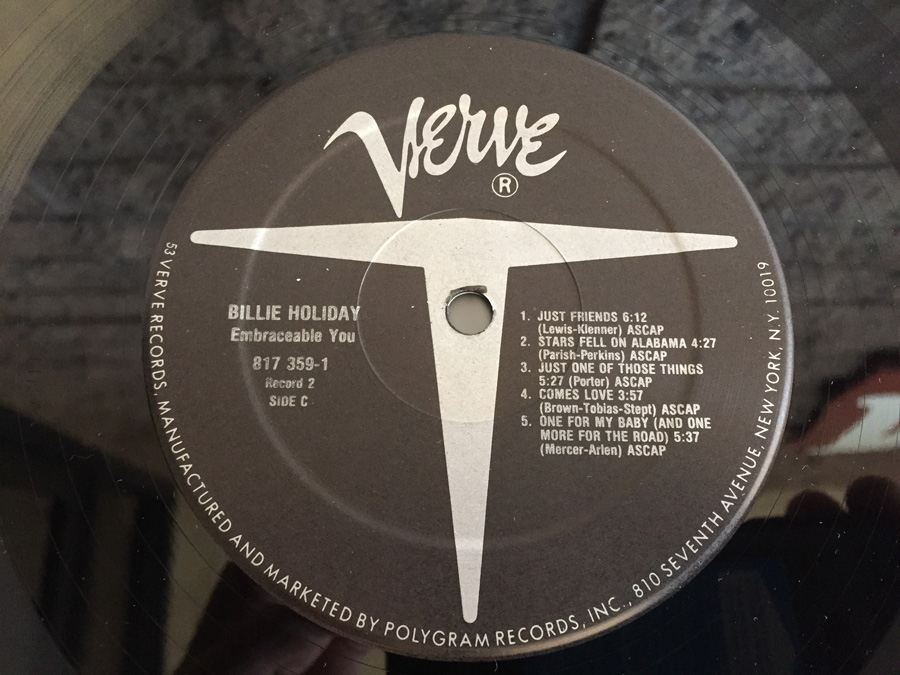 Verve
®
BILLIE HOLIDAY
Embraceable You
817 359-1
Record 2
SIDE C
1. JUST FRIENDS 6:12
(Lewis-Klenner) ASCAP
2. STARS FELL ON ALABAMA 4:27
(Parish-Perkins) ASCAP
3. JUST ONE OF THOSE THINGS
5:27 (Porter) ASCAP
4. COMES LOVE 3:57
(Brown-Tobias-Stept) ASCAP
5. ONE FOR MY BABY (AND ONE
MORE FOR THE ROAD) 5:37
(Mercer-Arlen) ASCAP
53 VERVE RECORDS, MANUFACTURED AND MARKETED BY POLYGRAM RECORDS, INC., 810 SEVENTH AVENUE, NEW YORK, N.Y. 10019